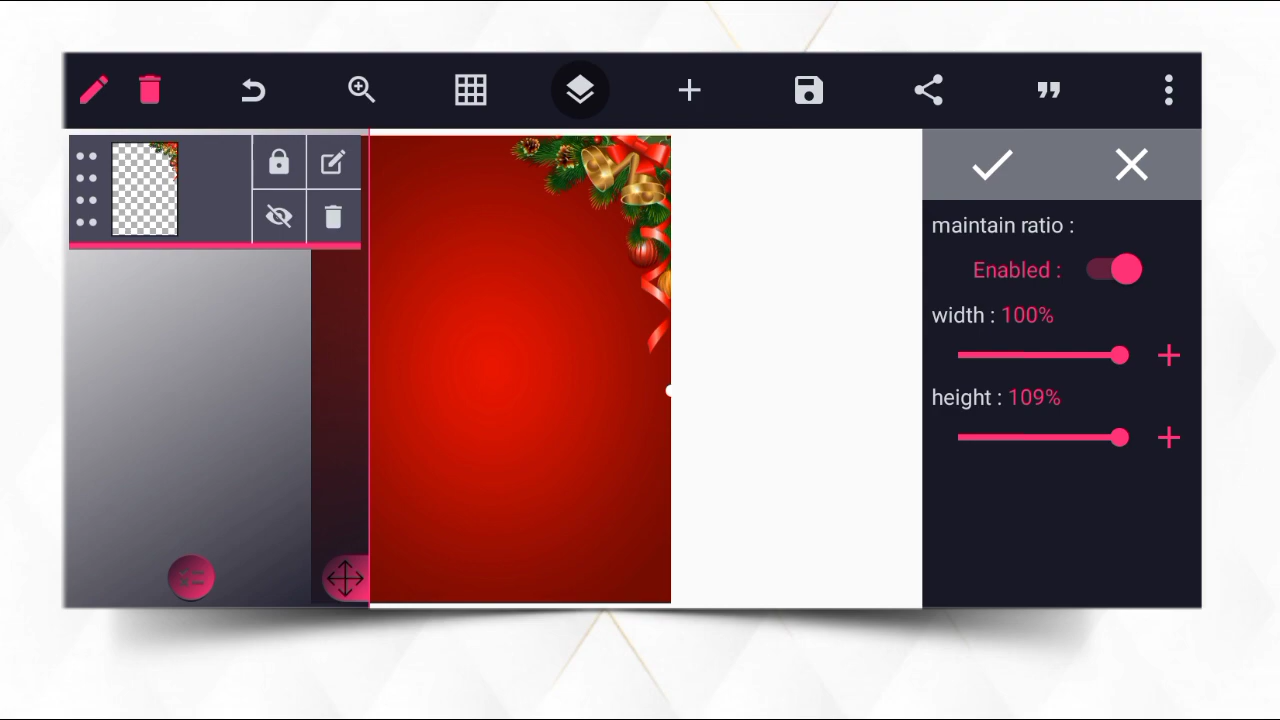 maintain ratio :
Enabled :
width : 100%
height : 109%